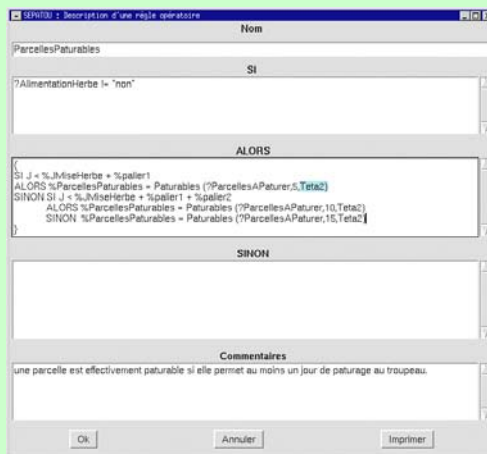 SEPATOU : Description d'une régle opératoire
Nom
ParcellesPaturables
SI
?AlimentationHerbe != "non"
ALORS
{
SI J < %JMiseHerbe + %palier1
ALORS %ParcellesPaturables = Paturables (?ParcellesAPaturer,5,Teta2)
SINON SI J < %JMiseHerbe + %palier1 + %palier2
ALORS %ParcellesPaturables = Paturables (?ParcellesAPaturer,10,Teta2)
SINON %ParcellesPaturables = Paturables (?ParcellesAPaturer,15,Teta2)
}
SINON
Commentaires
une parcelle est effectivement paturable si elle permet au moins un jour de paturage au troupeau.
Ok Annuler Imprimer